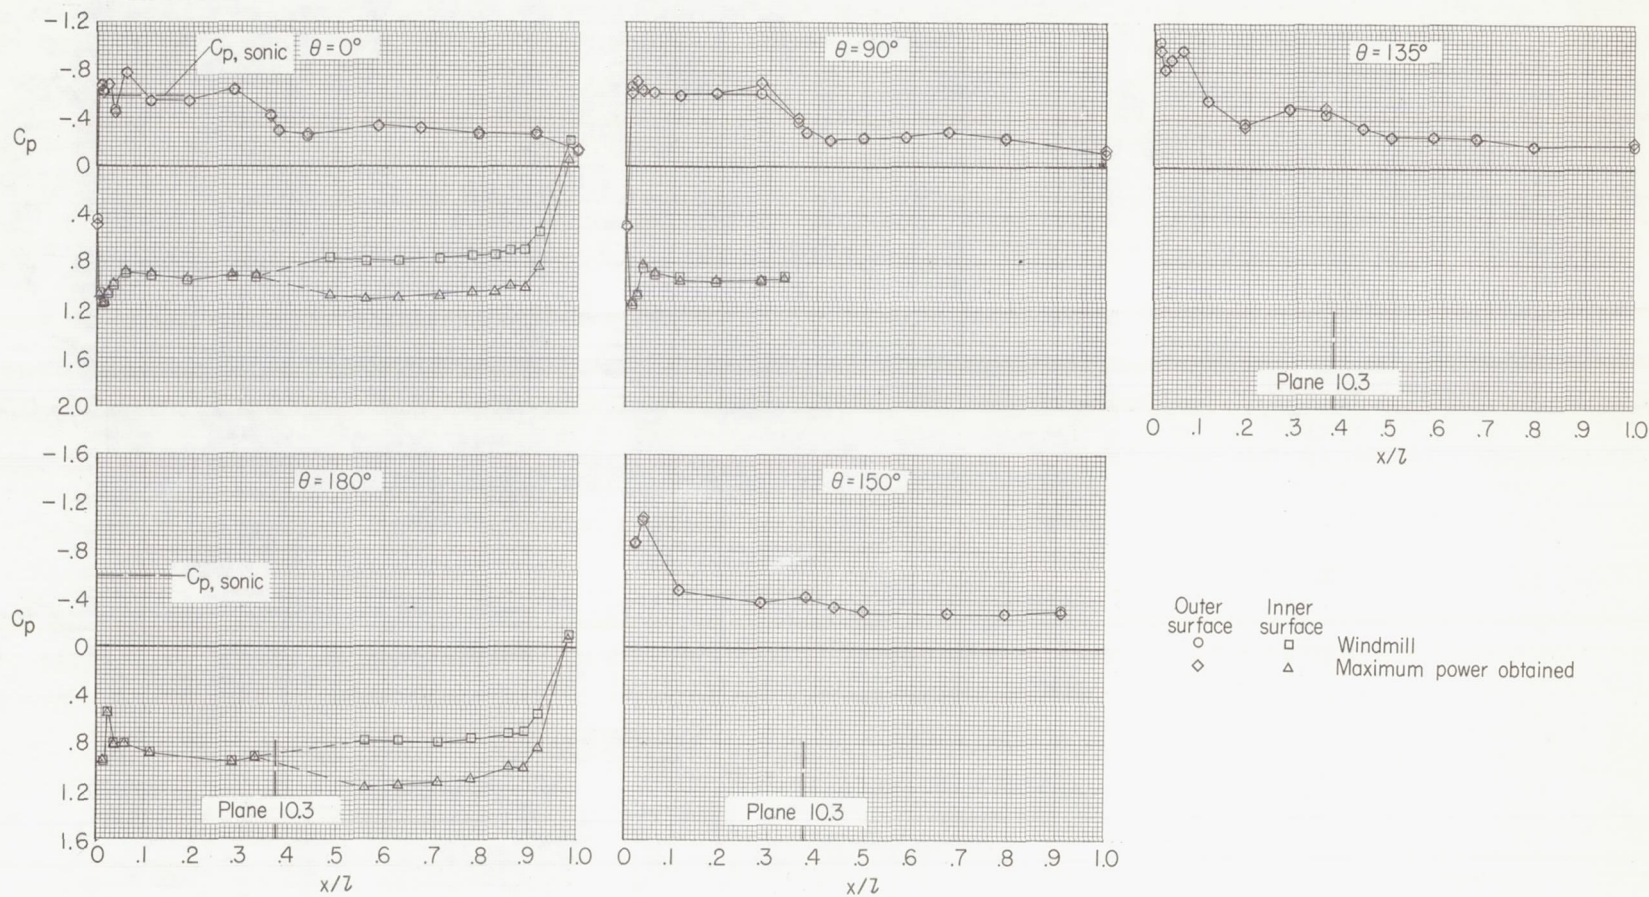 −1.2
−.8
−.4
0
.4
.8
1.2
1.6
2.0
Cp
Cp, sonic
θ = 0°
θ = 90°
θ = 135°
Plane 10.3
0 .1 .2 .3 .4 .5 .6 .7 .8 .9 1.0
x/l
−1.6
−1.2
−.8
−.4
0
.4
.8
1.2
1.6
Cp
θ = 180°
Cp, sonic
Plane 10.3
0 .1 .2 .3 .4 .5 .6 .7 .8 .9 1.0
x/l
θ = 150°
Plane 10.3
0 .1 .2 .3 .4 .5 .6 .7 .8 .9 1.0
x/l
Outer surface
Inner surface
Windmill
Maximum power obtained